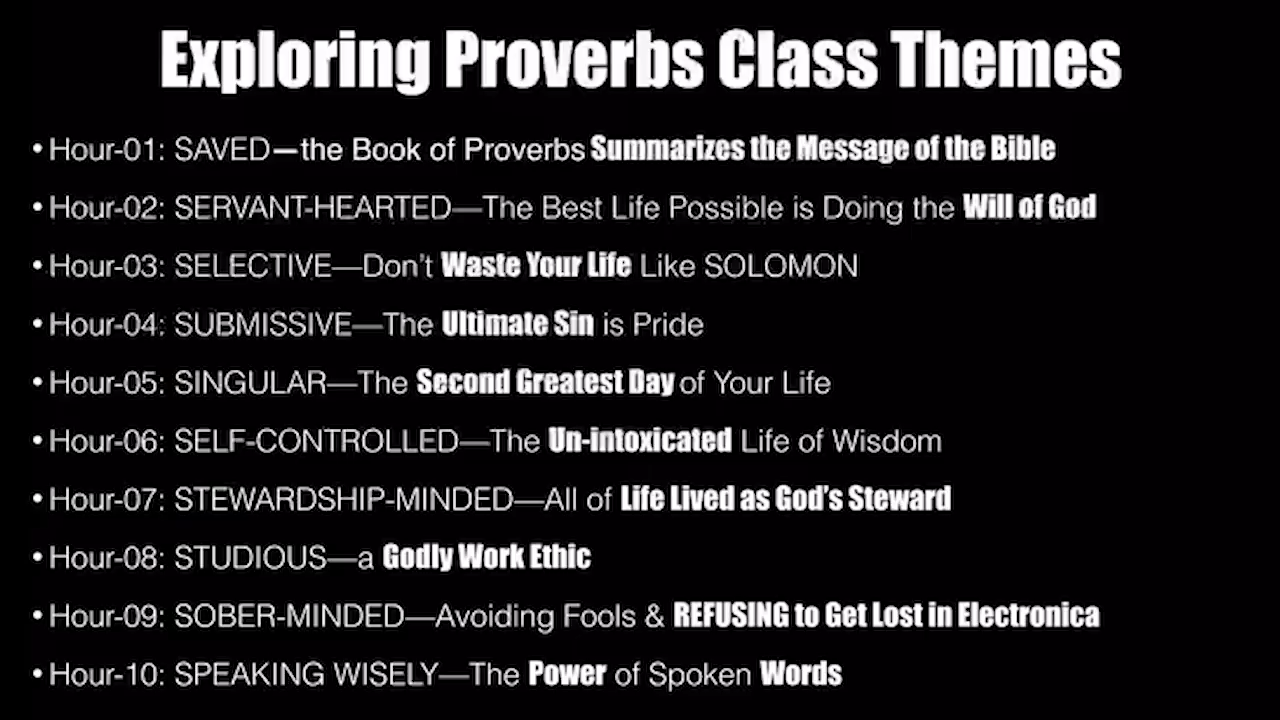 Exploring Proverbs Class Themes
• Hour-01: SAVED—the Book of Proverbs Summarizes the Message of the Bible
• Hour-02: SERVANT-HEARTED—The Best Life Possible is Doing the Will of God
• Hour-03: SELECTIVE—Don’t Waste Your Life Like SOLOMON
• Hour-04: SUBMISSIVE—The Ultimate Sin is Pride
• Hour-05: SINGULAR—The Second Greatest Day of Your Life
• Hour-06: SELF-CONTROLLED—The Un-intoxicated Life of Wisdom
• Hour-07: STEWARDSHIP-MINDED—All of Life Lived as God’s Steward
• Hour-08: STUDIOUS—a Godly Work Ethic
• Hour-09: SOBER-MINDED—Avoiding Fools & REFUSING to Get Lost in Electronica
• Hour-10: SPEAKING WISELY—The Power of Spoken Words